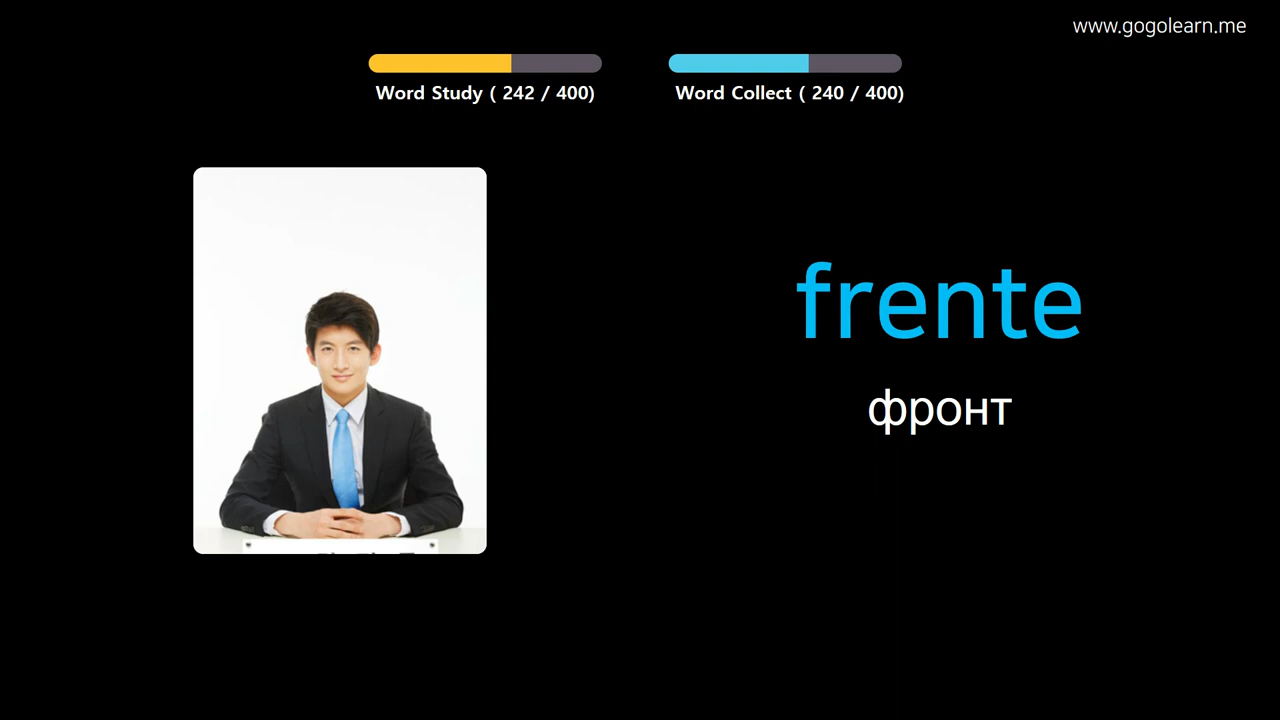 www.gogolearn.me
Word Study ( 242 / 400)
Word Collect ( 240 / 400)
frente
фронт